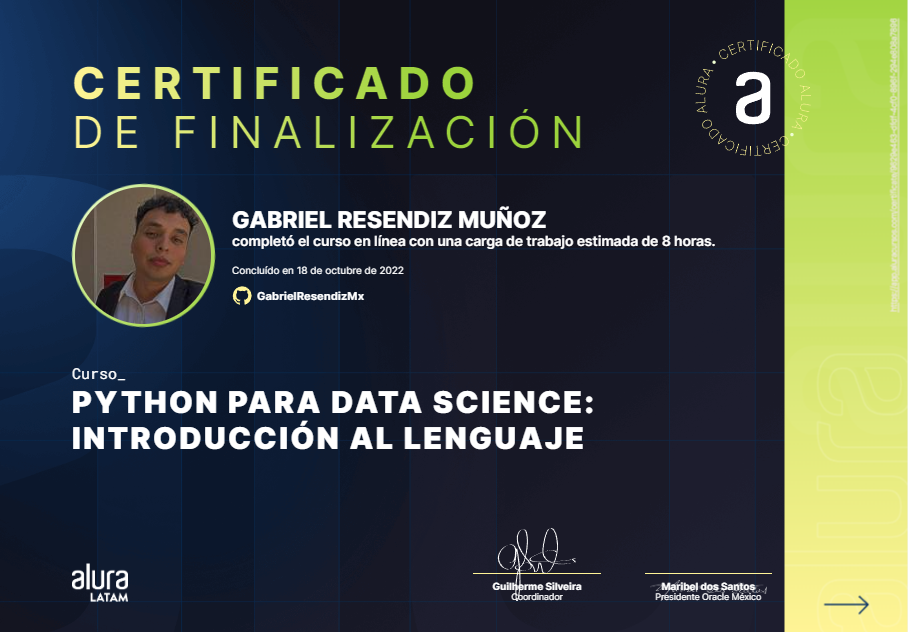 CERTIFICADO
DE FINALIZACIÓN
CERTIFICADO ALURA • CERTIFICADO ALURA •
a
GABRIEL RESENDIZ MUÑOZ
completó el curso en línea con una carga de trabajo estimada de 8 horas.
Concluído en 18 de octubre de 2022
GabrielResendizMx
Curso_
PYTHON PARA DATA SCIENCE:
INTRODUCCIÓN AL LENGUAJE
alura
LATAM
Guilherme Silveira
Coordinador
Maribel dos Santos
Presidente Oracle México
alura